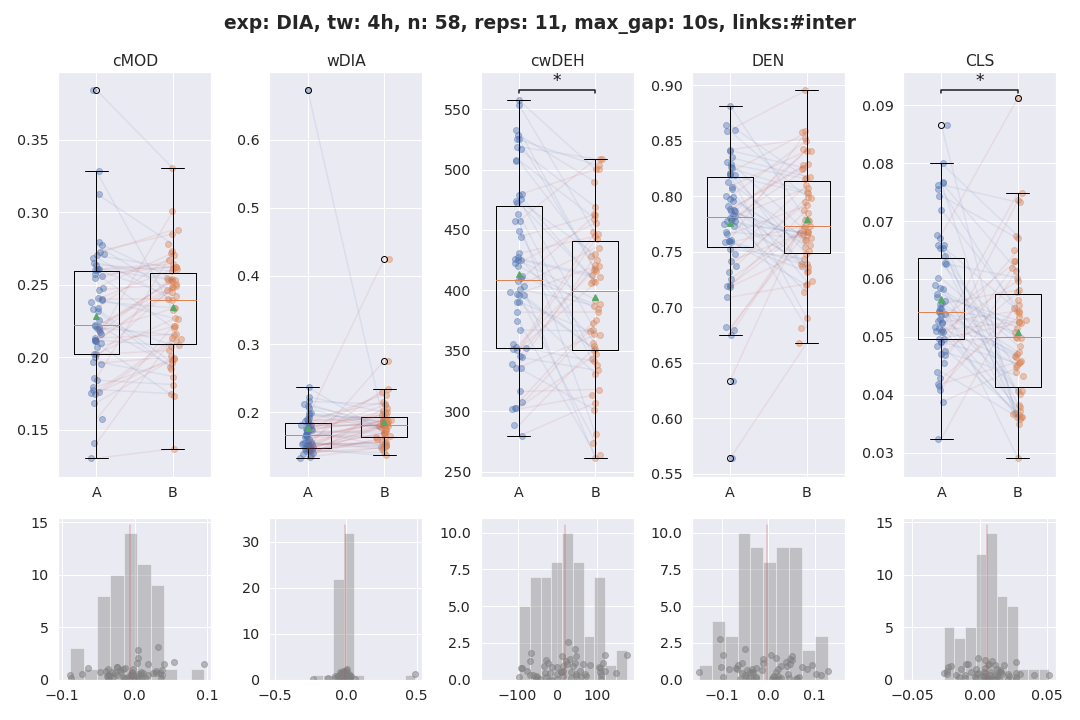 exp: DIA, tw: 4h, n: 58, reps: 11, max_gap: 10s, links:#inter
cMOD wDIA cwDEH DEN CLS
* *
0.35 0.30 0.25 0.20 0.15
A B
0.6 0.5 0.4 0.3 0.2
A B
550 500 450 400 350 300 250
A B
0.90 0.85 0.80 0.75 0.70 0.65 0.60 0.55
A B
0.09 0.08 0.07 0.06 0.05 0.04 0.03
A B
15 10 5 0
−0.1 0.0 0.1
30 20 10 0
−0.5 0.0 0.5
10.0 7.5 5.0 2.5 0.0
−100 0 100
10.0 7.5 5.0 2.5 0.0
−0.1 0.0 0.1
15 10 5 0
−0.05 0.00 0.05